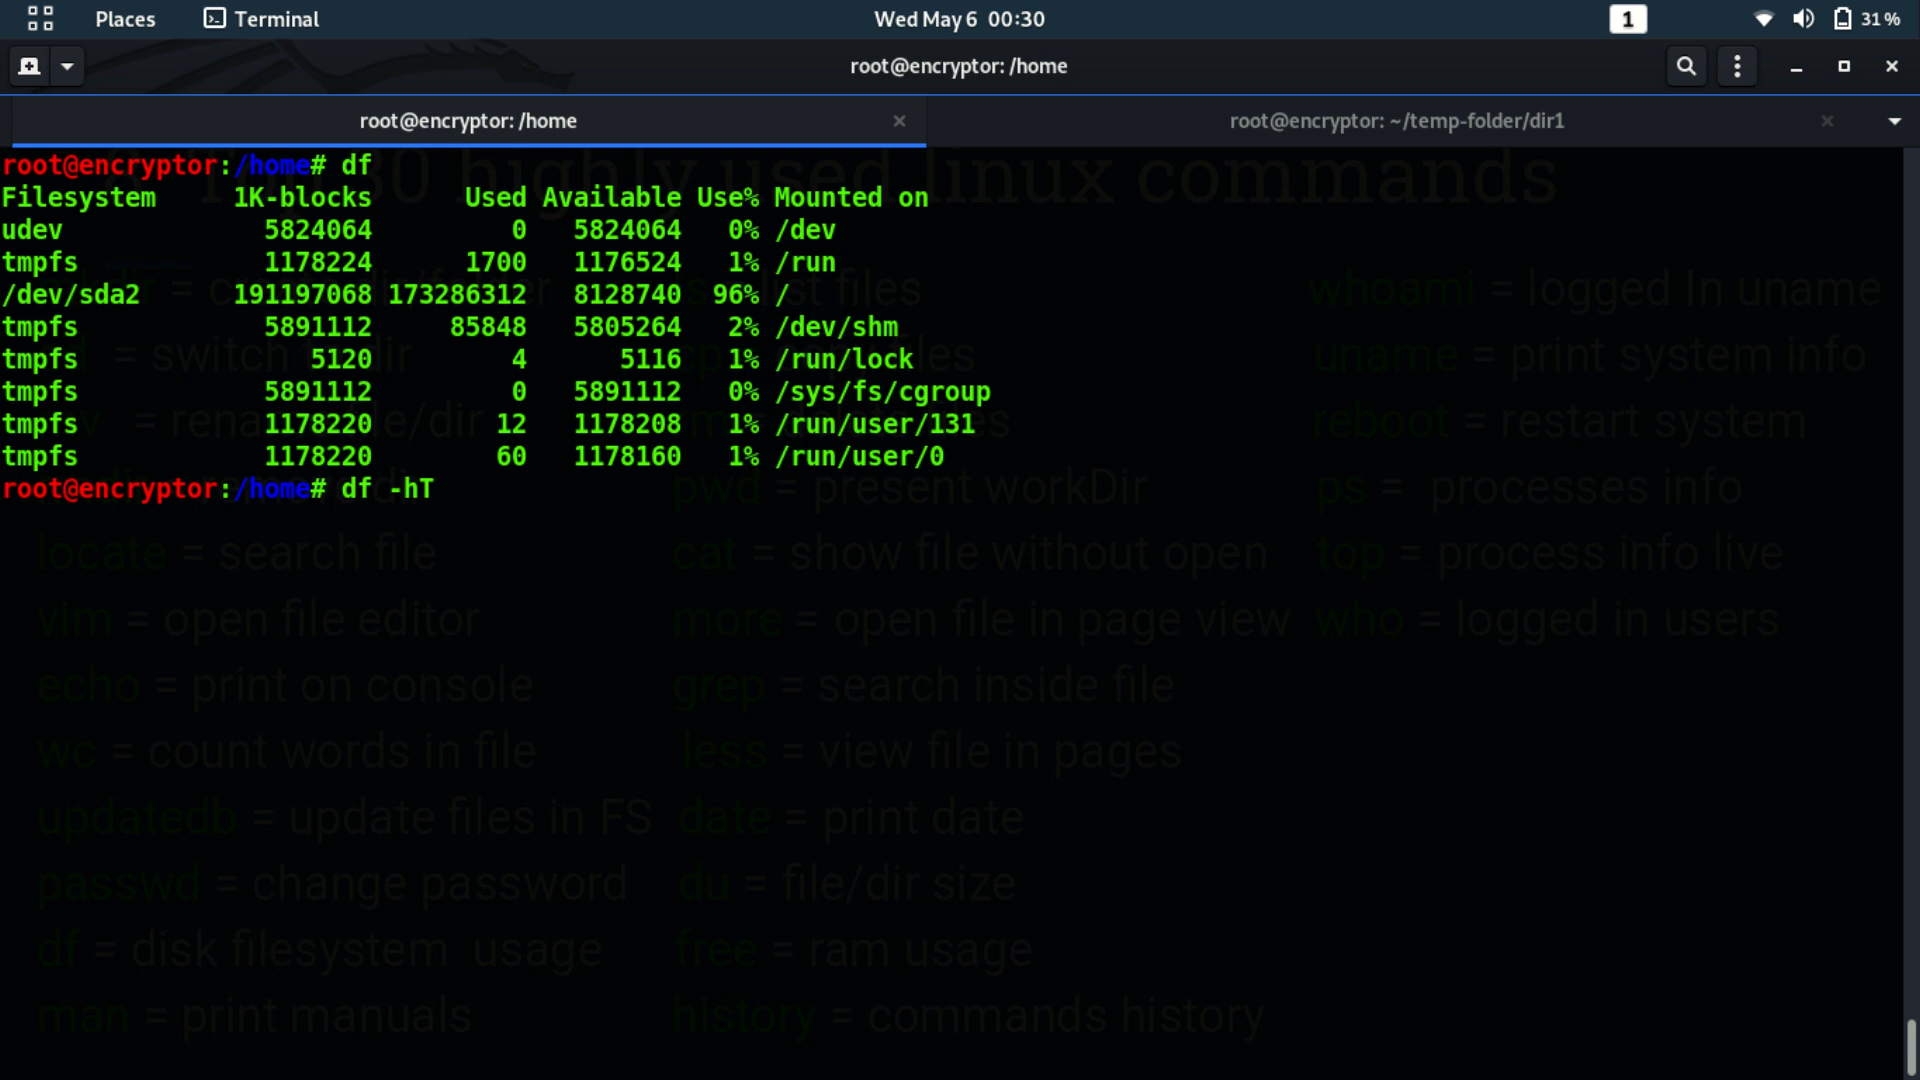 Places Terminal Wed May 6 00:30 1 31%
root@encryptor: /home
root@encryptor: /home root@encryptor: ~/temp-folder/dir1
root@encryptor:/home# df
Filesystem 1K-blocks Used Available Use% Mounted on
udev 5824064 0 5824064 0% /dev
tmpfs 1178224 1700 1176524 1% /run
/dev/sda2 191197068 173286312 8128740 96% /
tmpfs 5891112 85848 5805264 2% /dev/shm
tmpfs 5120 4 5116 1% /run/lock
tmpfs 5891112 0 5891112 0% /sys/fs/cgroup
tmpfs 1178220 12 1178208 1% /run/user/131
tmpfs 1178220 60 1178160 1% /run/user/0
root@encryptor:/home# df -hT
30 highly used linux commands
whoami = logged In uname
= switch dir
uname = print system info
reboot = restart system
pwd = present workDir ps = processes info
locate = search file cat = show file without open top = process info live
vim = open file editor more = open file in page view who = logged in users
echo = print on console grep = search inside file
wc = count words in file less = view file in pages
updatedb = update files in FS date = print date
passwd = change password du = file/dir size
df = disk filesystem usage free = ram usage
man = print manuals history = commands history